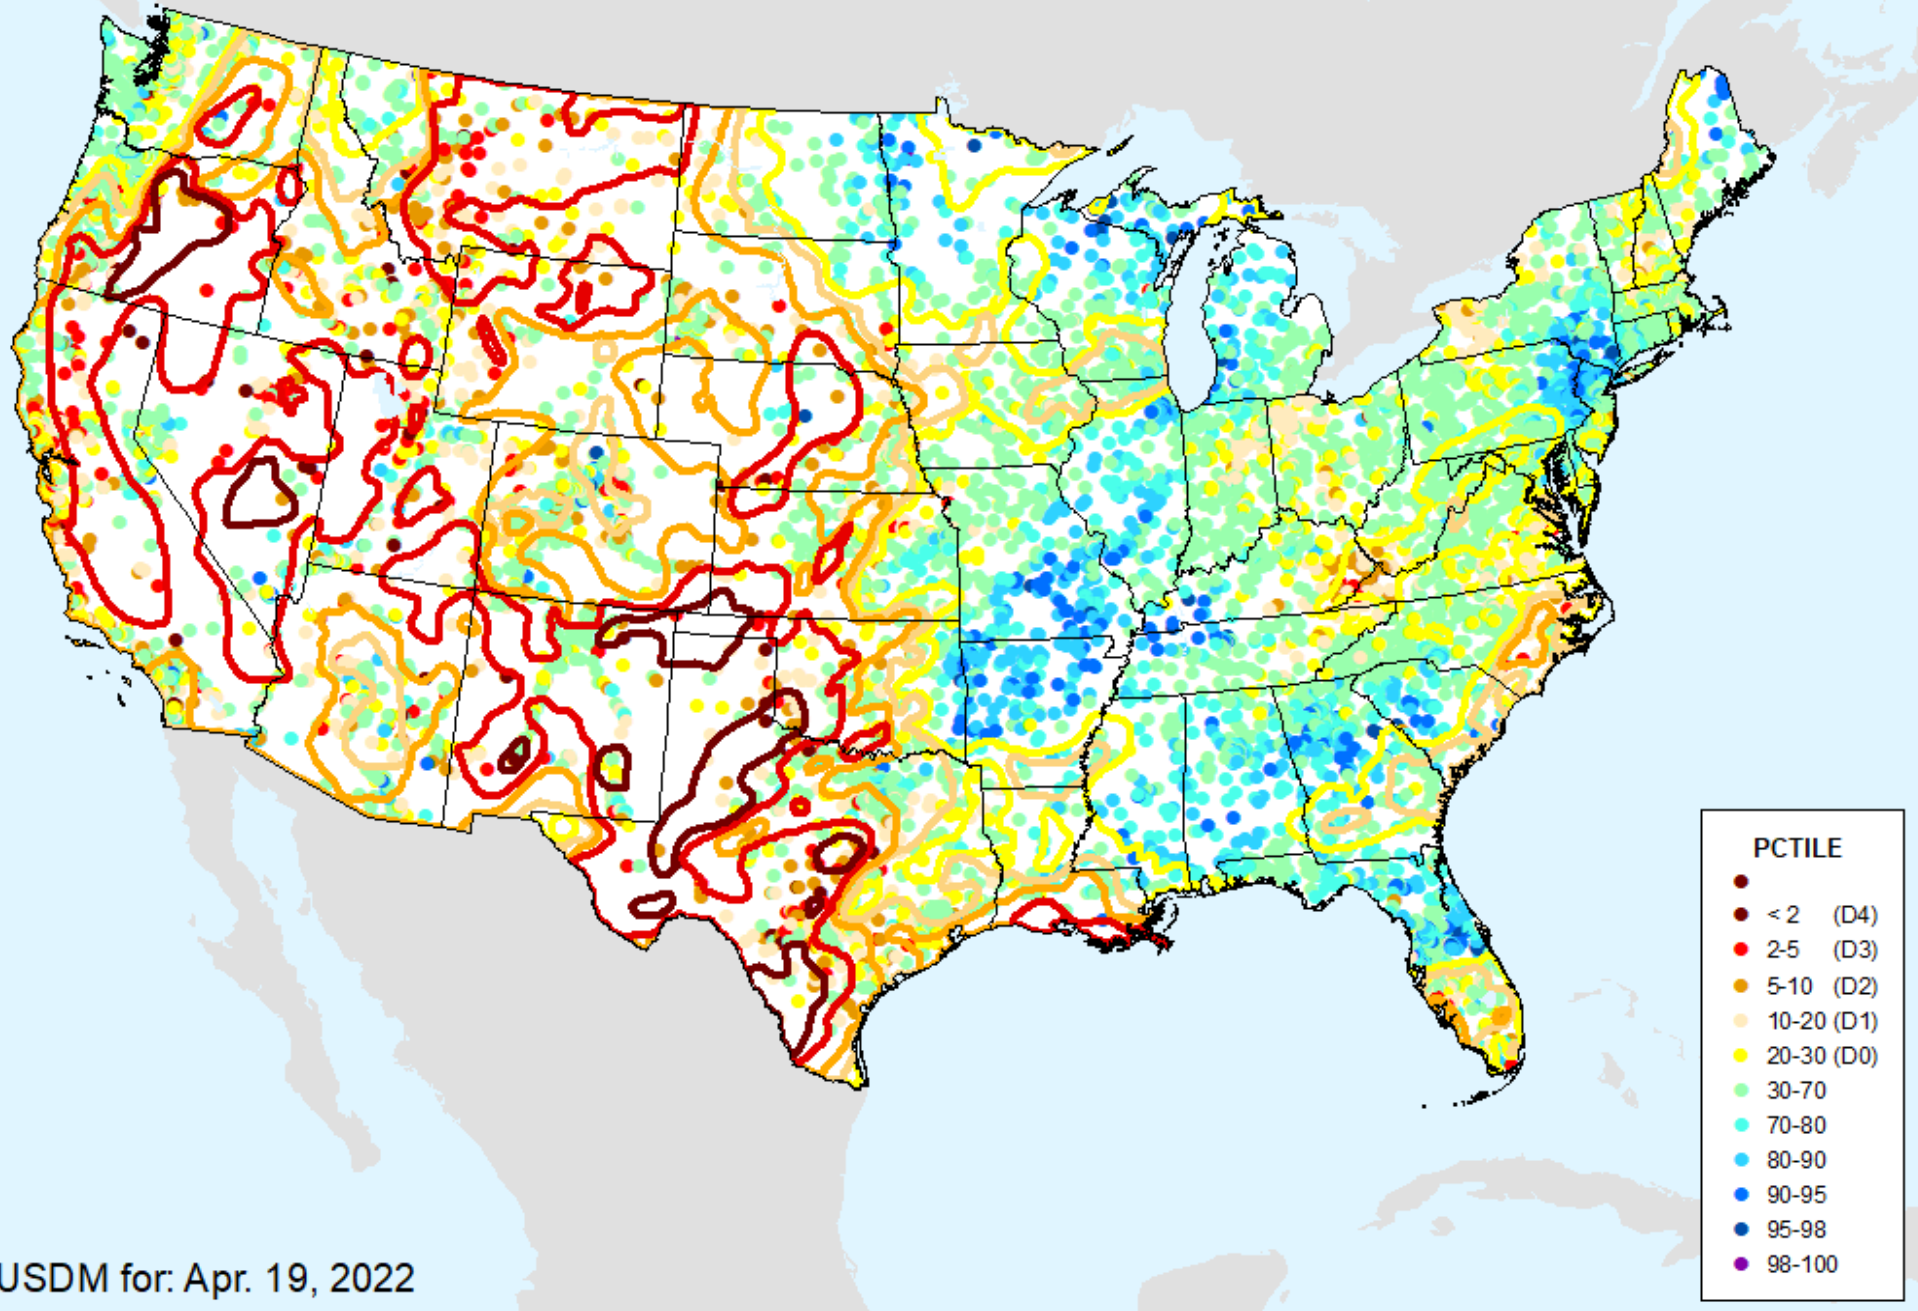 PCTILE
< 2 (D4)
2-5 (D3)
5-10 (D2)
10-20 (D1)
20-30 (D0)
30-70
70-80
80-90
90-95
95-98
98-100
USDM for: Apr. 19, 2022